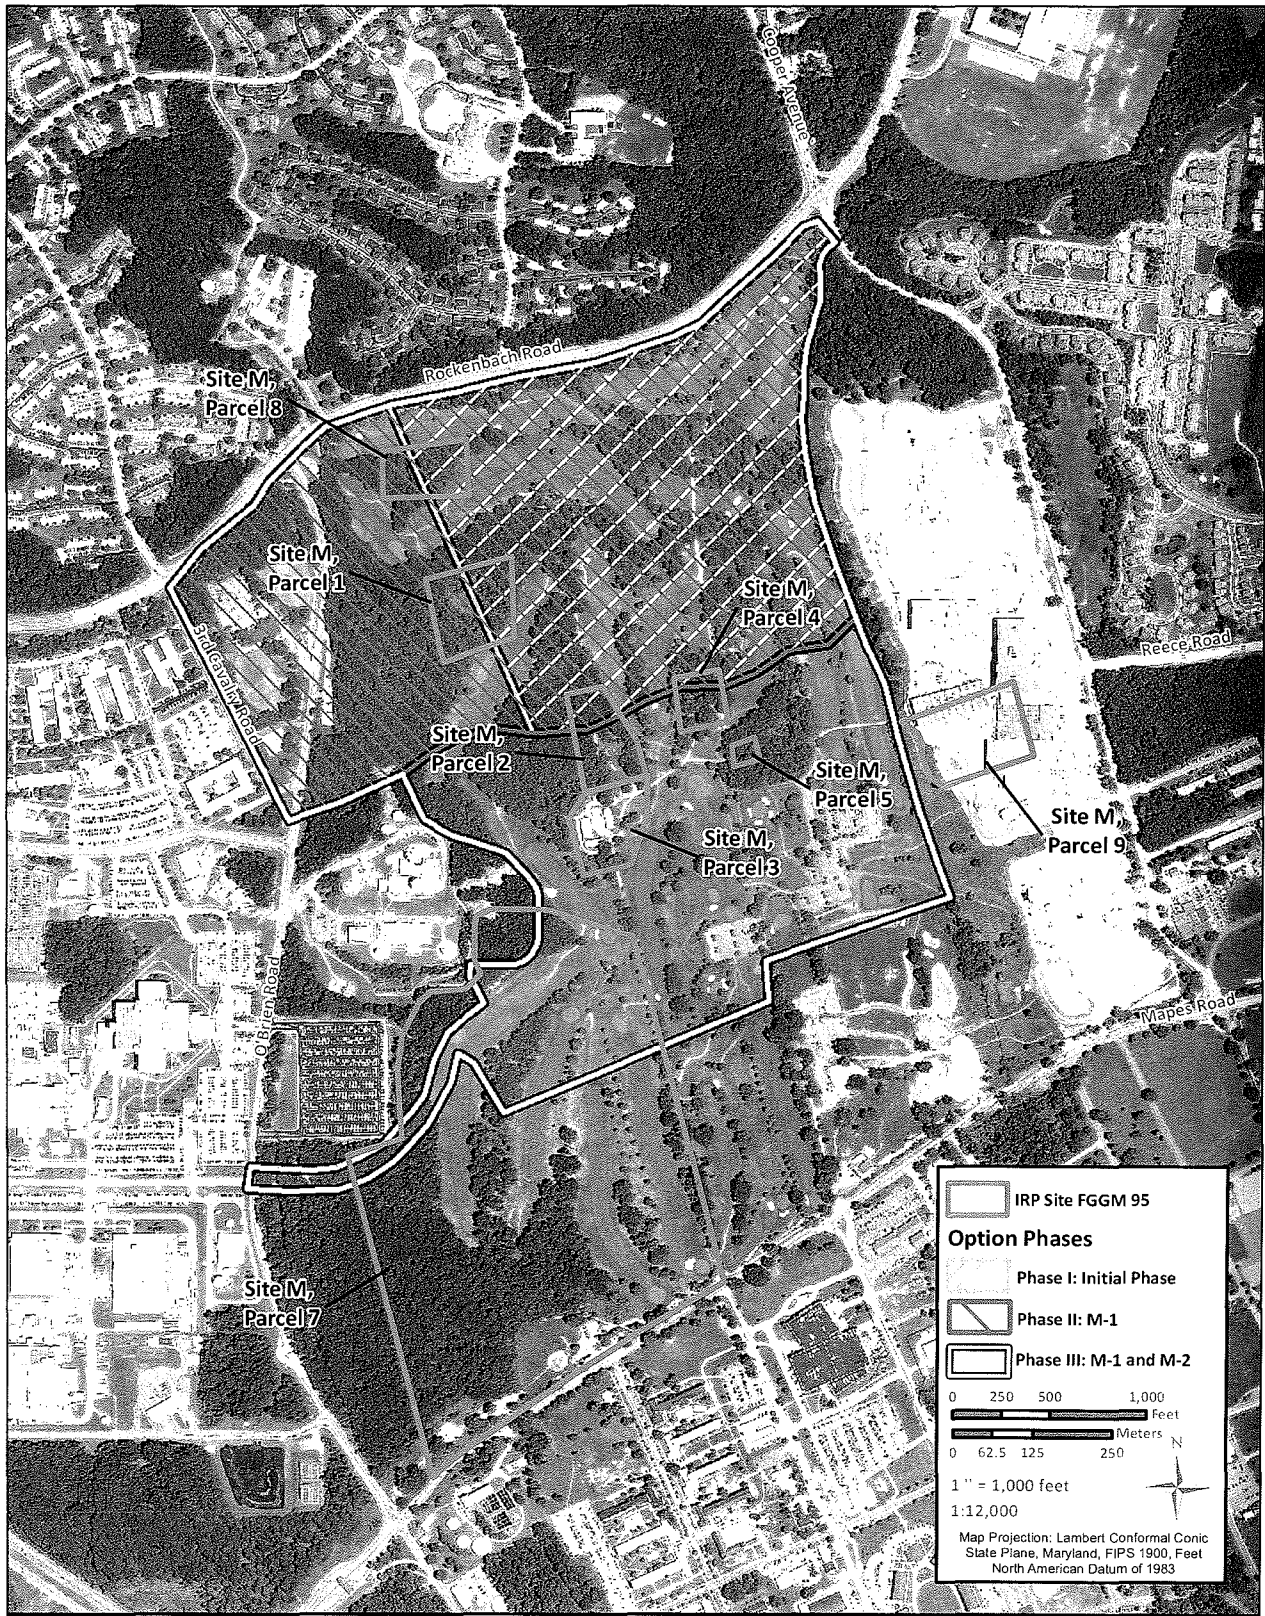 Cooper Avenue
Rockenbach Road
Site M,
Parcel 8
Site M,
Parcel 1
Site M,
Parcel 4
3rd Cavalry Road
Reece Road
Site M,
Parcel 2
Site M,
Parcel 5
Site M,
Parcel 3
Site M,
Parcel 9
O'Brien Road
Mapes Road
Site M,
Parcel 7
IRP Site FGGM 95
Option Phases
Phase I: Initial Phase
Phase II: M-1
Phase III: M-1 and M-2
0 250 500 1,000
Feet
Meters
0 62.5 125 250
N
1 " = 1,000 feet
1:12,000
Map Projection: Lambert Conformal Conic
State Plane, Maryland, FIPS 1900, Feet
North American Datum of 1983